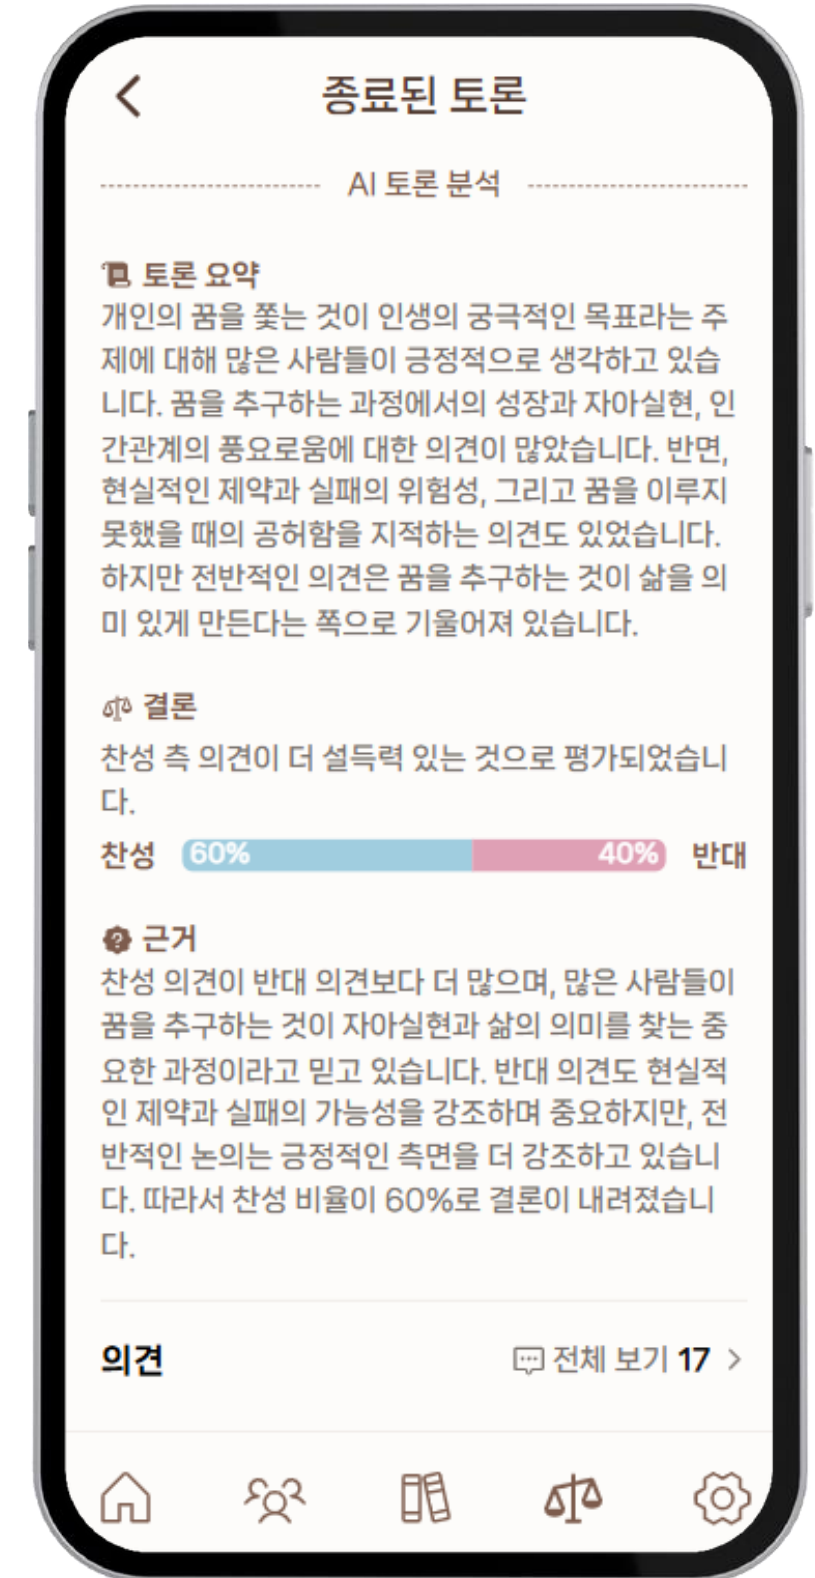 종료된 토론
AI 토론 분석
토론 요약
개인의 꿈을 쫓는 것이 인생의 궁극적인 목표라는 주
제에 대해 많은 사람들이 긍정적으로 생각하고 있습
니다. 꿈을 추구하는 과정에서의 성장과 자아실현, 인
간관계의 풍요로움에 대한 의견이 많았습니다. 반면,
현실적인 제약과 실패의 위험성, 그리고 꿈을 이루지
못했을 때의 공허함을 지적하는 의견도 있었습니다.
하지만 전반적인 의견은 꿈을 추구하는 것이 삶을 의
미 있게 만든다는 쪽으로 기울어져 있습니다.
결론
찬성 측 의견이 더 설득력 있는 것으로 평가되었습니
다.
찬성 60% 40% 반대
근거
찬성 의견이 반대 의견보다 더 많으며, 많은 사람들이
꿈을 추구하는 것이 자아실현과 삶의 의미를 찾는 중
요한 과정이라고 믿고 있습니다. 반대 의견도 현실적
인 제약과 실패의 가능성을 강조하며 중요하지만, 전
반적인 논의는 긍정적인 측면을 더 강조하고 있습니
다. 따라서 찬성 비율이 60%로 결론이 내려졌습니
다.
의견 전체 보기 17